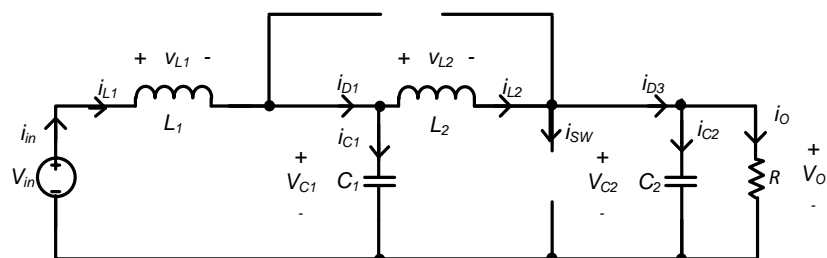 + v_L1 -
+ v_L2 -
i_L1
i_D1
i_L2
i_D3
i_in
L_1
i_C1
L_2
i_SW
i_C2
i_O
V_in
+ V_C1 -
C_1
+ V_C2 -
C_2
R
+ V_O -